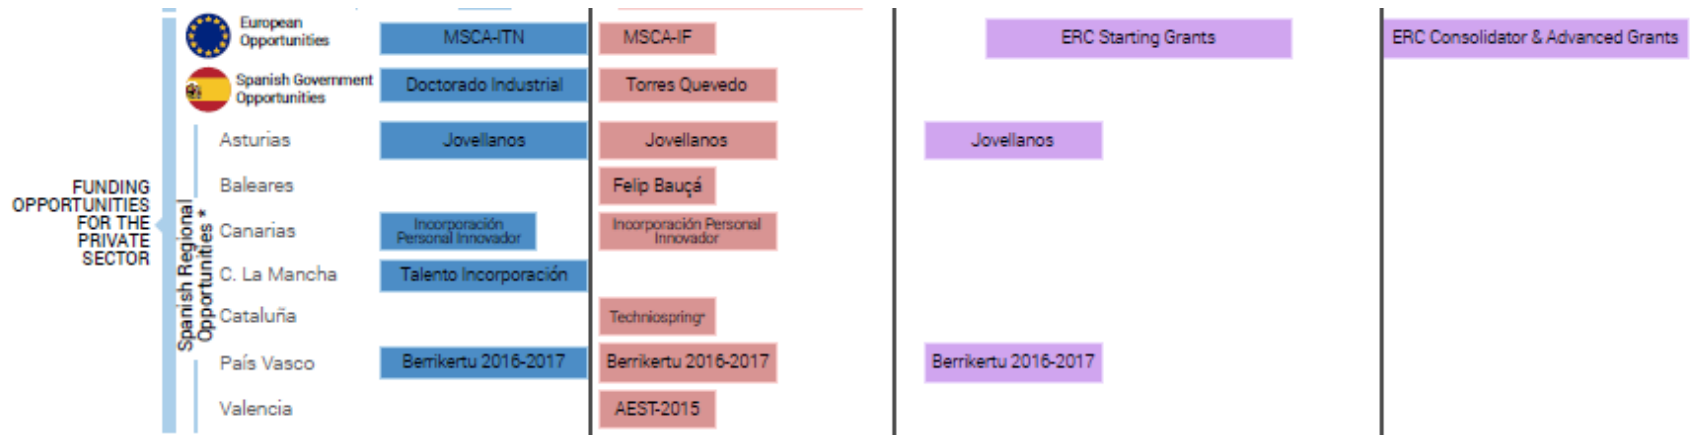 FUNDING
OPPORTUNITIES
FOR THE
PRIVATE
SECTOR
European
Opportunities
MSCA-ITN
MSCA-IF
ERC Starting Grants
ERC Consolidator & Advanced Grants
Spanish Government
Opportunities
Doctorado Industrial
Torres Quevedo
Spanish Regional
Opportunities *
Asturias
Jovellanos
Jovellanos
Jovellanos
Baleares
Felip Bauçá
Canarias
Incorporación
Personal Innovador
Incorporación Personal
Innovador
C. La Mancha
Talento Incorporación
Cataluña
Techniospring*
País Vasco
Berrikertu 2016-2017
Berrikertu 2016-2017
Berrikertu 2016-2017
Valencia
AEST-2015